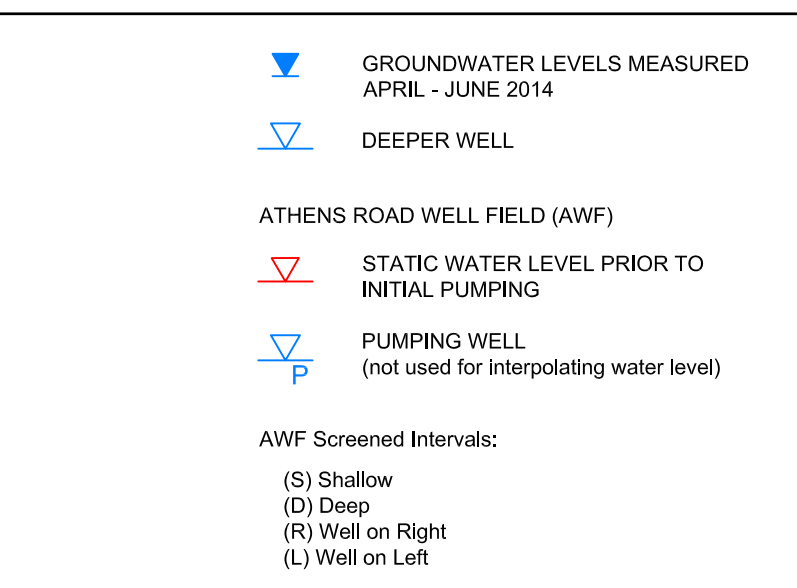 GROUNDWATER LEVELS MEASURED
APRIL - JUNE 2014
DEEPER WELL
ATHENS ROAD WELL FIELD (AWF)
STATIC WATER LEVEL PRIOR TO
INITIAL PUMPING
PUMPING WELL
(not used for interpolating water level)
P
AWF Screened Intervals:
(S) Shallow
(D) Deep
(R) Well on Right
(L) Well on Left